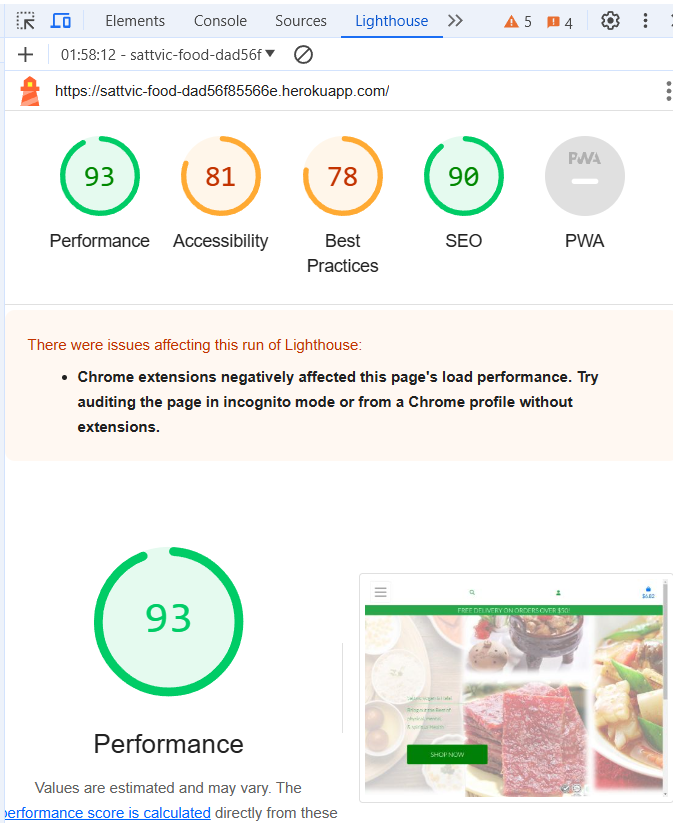 Elements Console Sources Lighthouse 5 4
01:58:12 - sattvic-food-dad56f
https://sattvic-food-dad56f85566e.herokuapp.com/
93 81 78 90 PWA
Performance Accessibility Best Practices SEO PWA
There were issues affecting this run of Lighthouse:
• Chrome extensions negatively affected this page's load performance. Try
auditing the page in incognito mode or from a Chrome profile without
extensions.
93
Performance
Values are estimated and may vary. The
performance score is calculated directly from these
FREE DELIVERY ON ORDERS OVER $50!
SHOP NOW